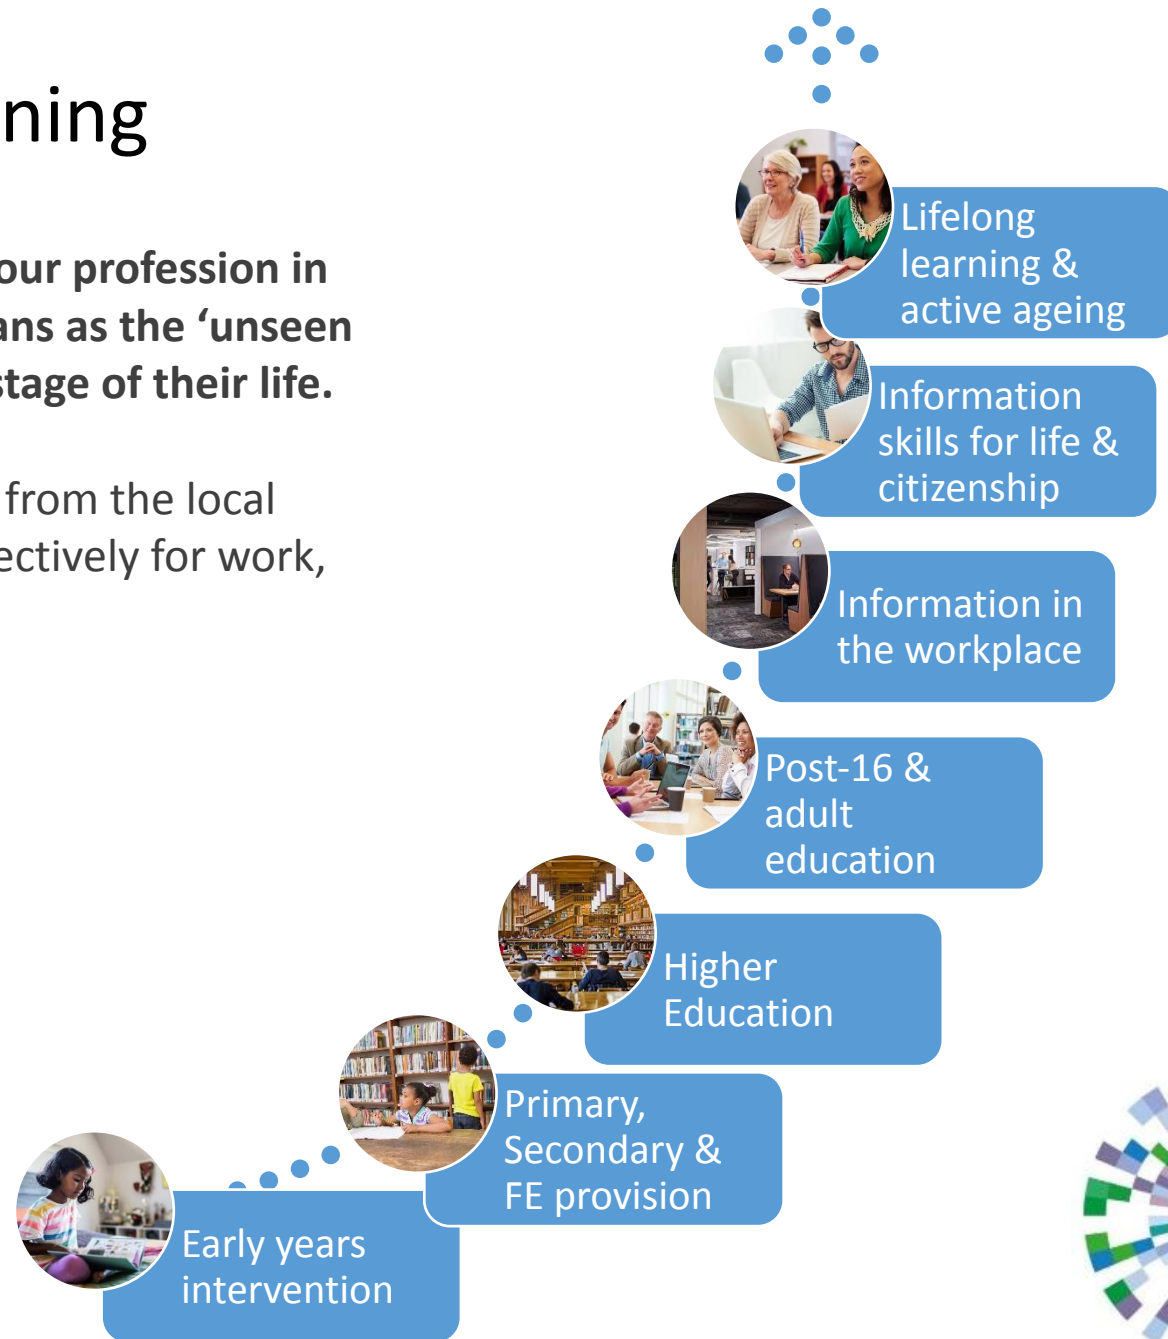 ning
our profession in
ans as the ‘unseen
stage of their life.
from the local
ectively for work,
Lifelong
learning &
active ageing
Information
skills for life &
citizenship
Information in
the workplace
Post-16 &
adult
education
Higher
Education
Primary,
Secondary &
FE provision
Early years
intervention